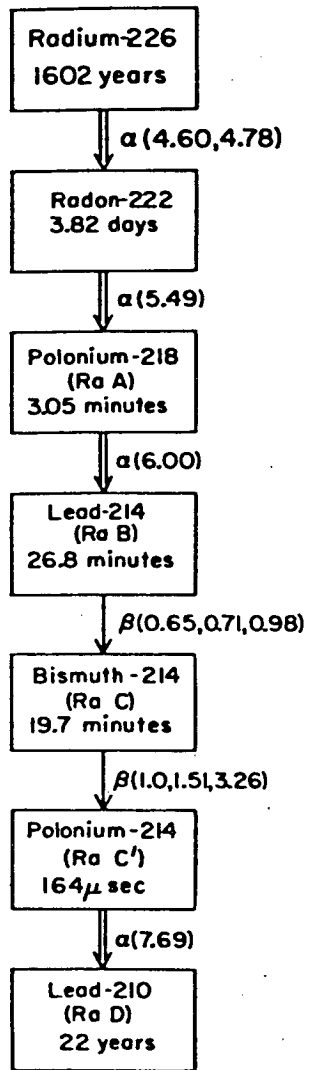 Radium-226
1602 years
α(4.60,4.78)
Radon-222
3.82 days
α(5.49)
Polonium-218
(Ra A)
3.05 minutes
α(6.00)
Lead-214
(Ra B)
26.8 minutes
β(0.65,0.71,0.98)
Bismuth-214
(Ra C)
19.7 minutes
β(1.0,1.51,3.26)
Polonium-214
(Ra C')
164μ sec
α(7.69)
Lead-210
(Ra D)
22 years